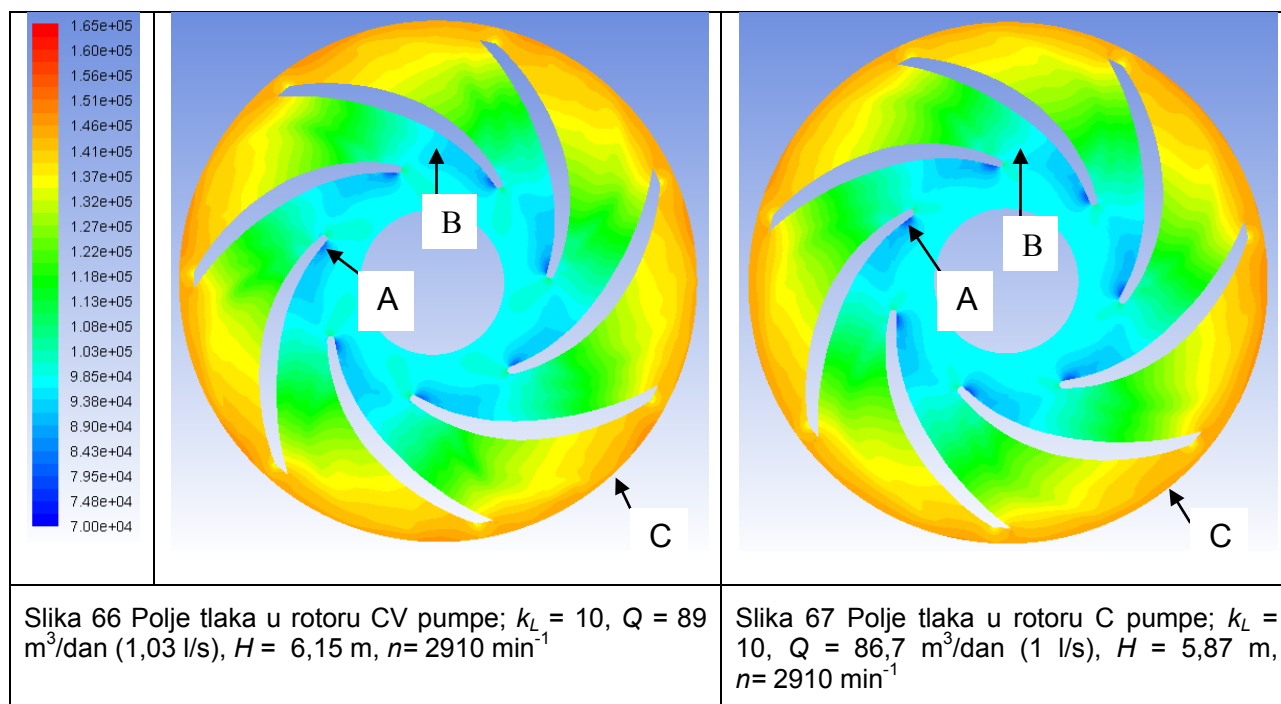 1.65e+05
1.60e+05
1.56e+05
1.51e+05
1.46e+05
1.41e+05
1.37e+05
1.32e+05
1.27e+05
1.22e+05
1.18e+05
1.13e+05
1.08e+05
1.03e+05
9.85e+04
9.38e+04
8.90e+04
8.43e+04
7.95e+04
7.48e+04
7.00e+04
B
A
C
B
A
C
Slika 66 Polje tlaka u rotoru CV pumpe; k_L = 10, Q = 89
m³/dan (1,03 l/s), H = 6,15 m, n= 2910 min⁻¹
Slika 67 Polje tlaka u rotoru C pumpe; k_L =
10, Q = 86,7 m³/dan (1 l/s), H = 5,87 m,
n= 2910 min⁻¹